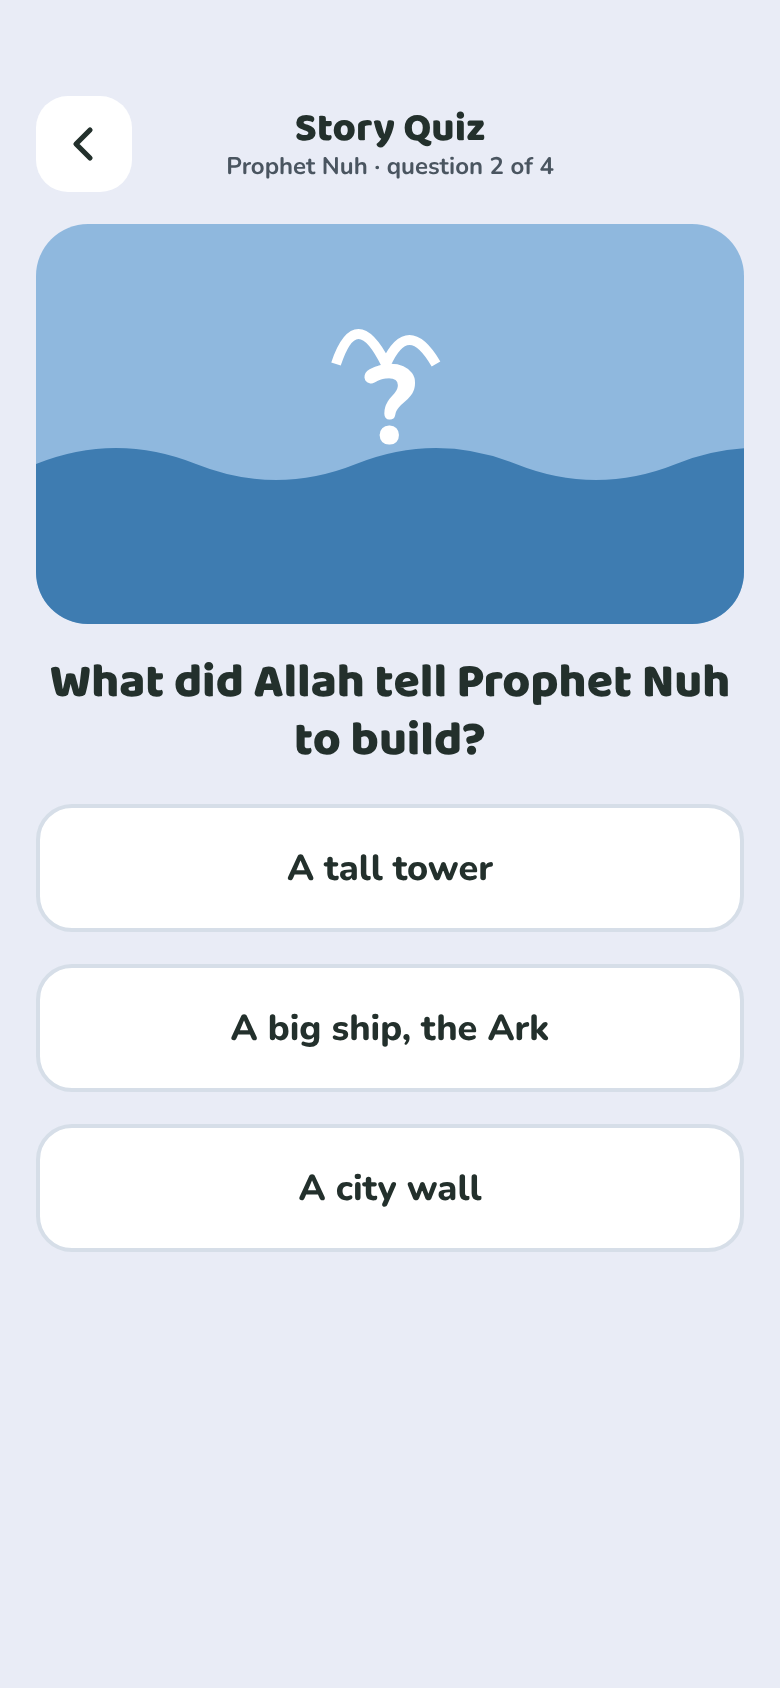 Story Quiz
Prophet Nuh · question 2 of 4
?
What did Allah tell Prophet Nuh
to build?
A tall tower
A big ship, the Ark
A city wall